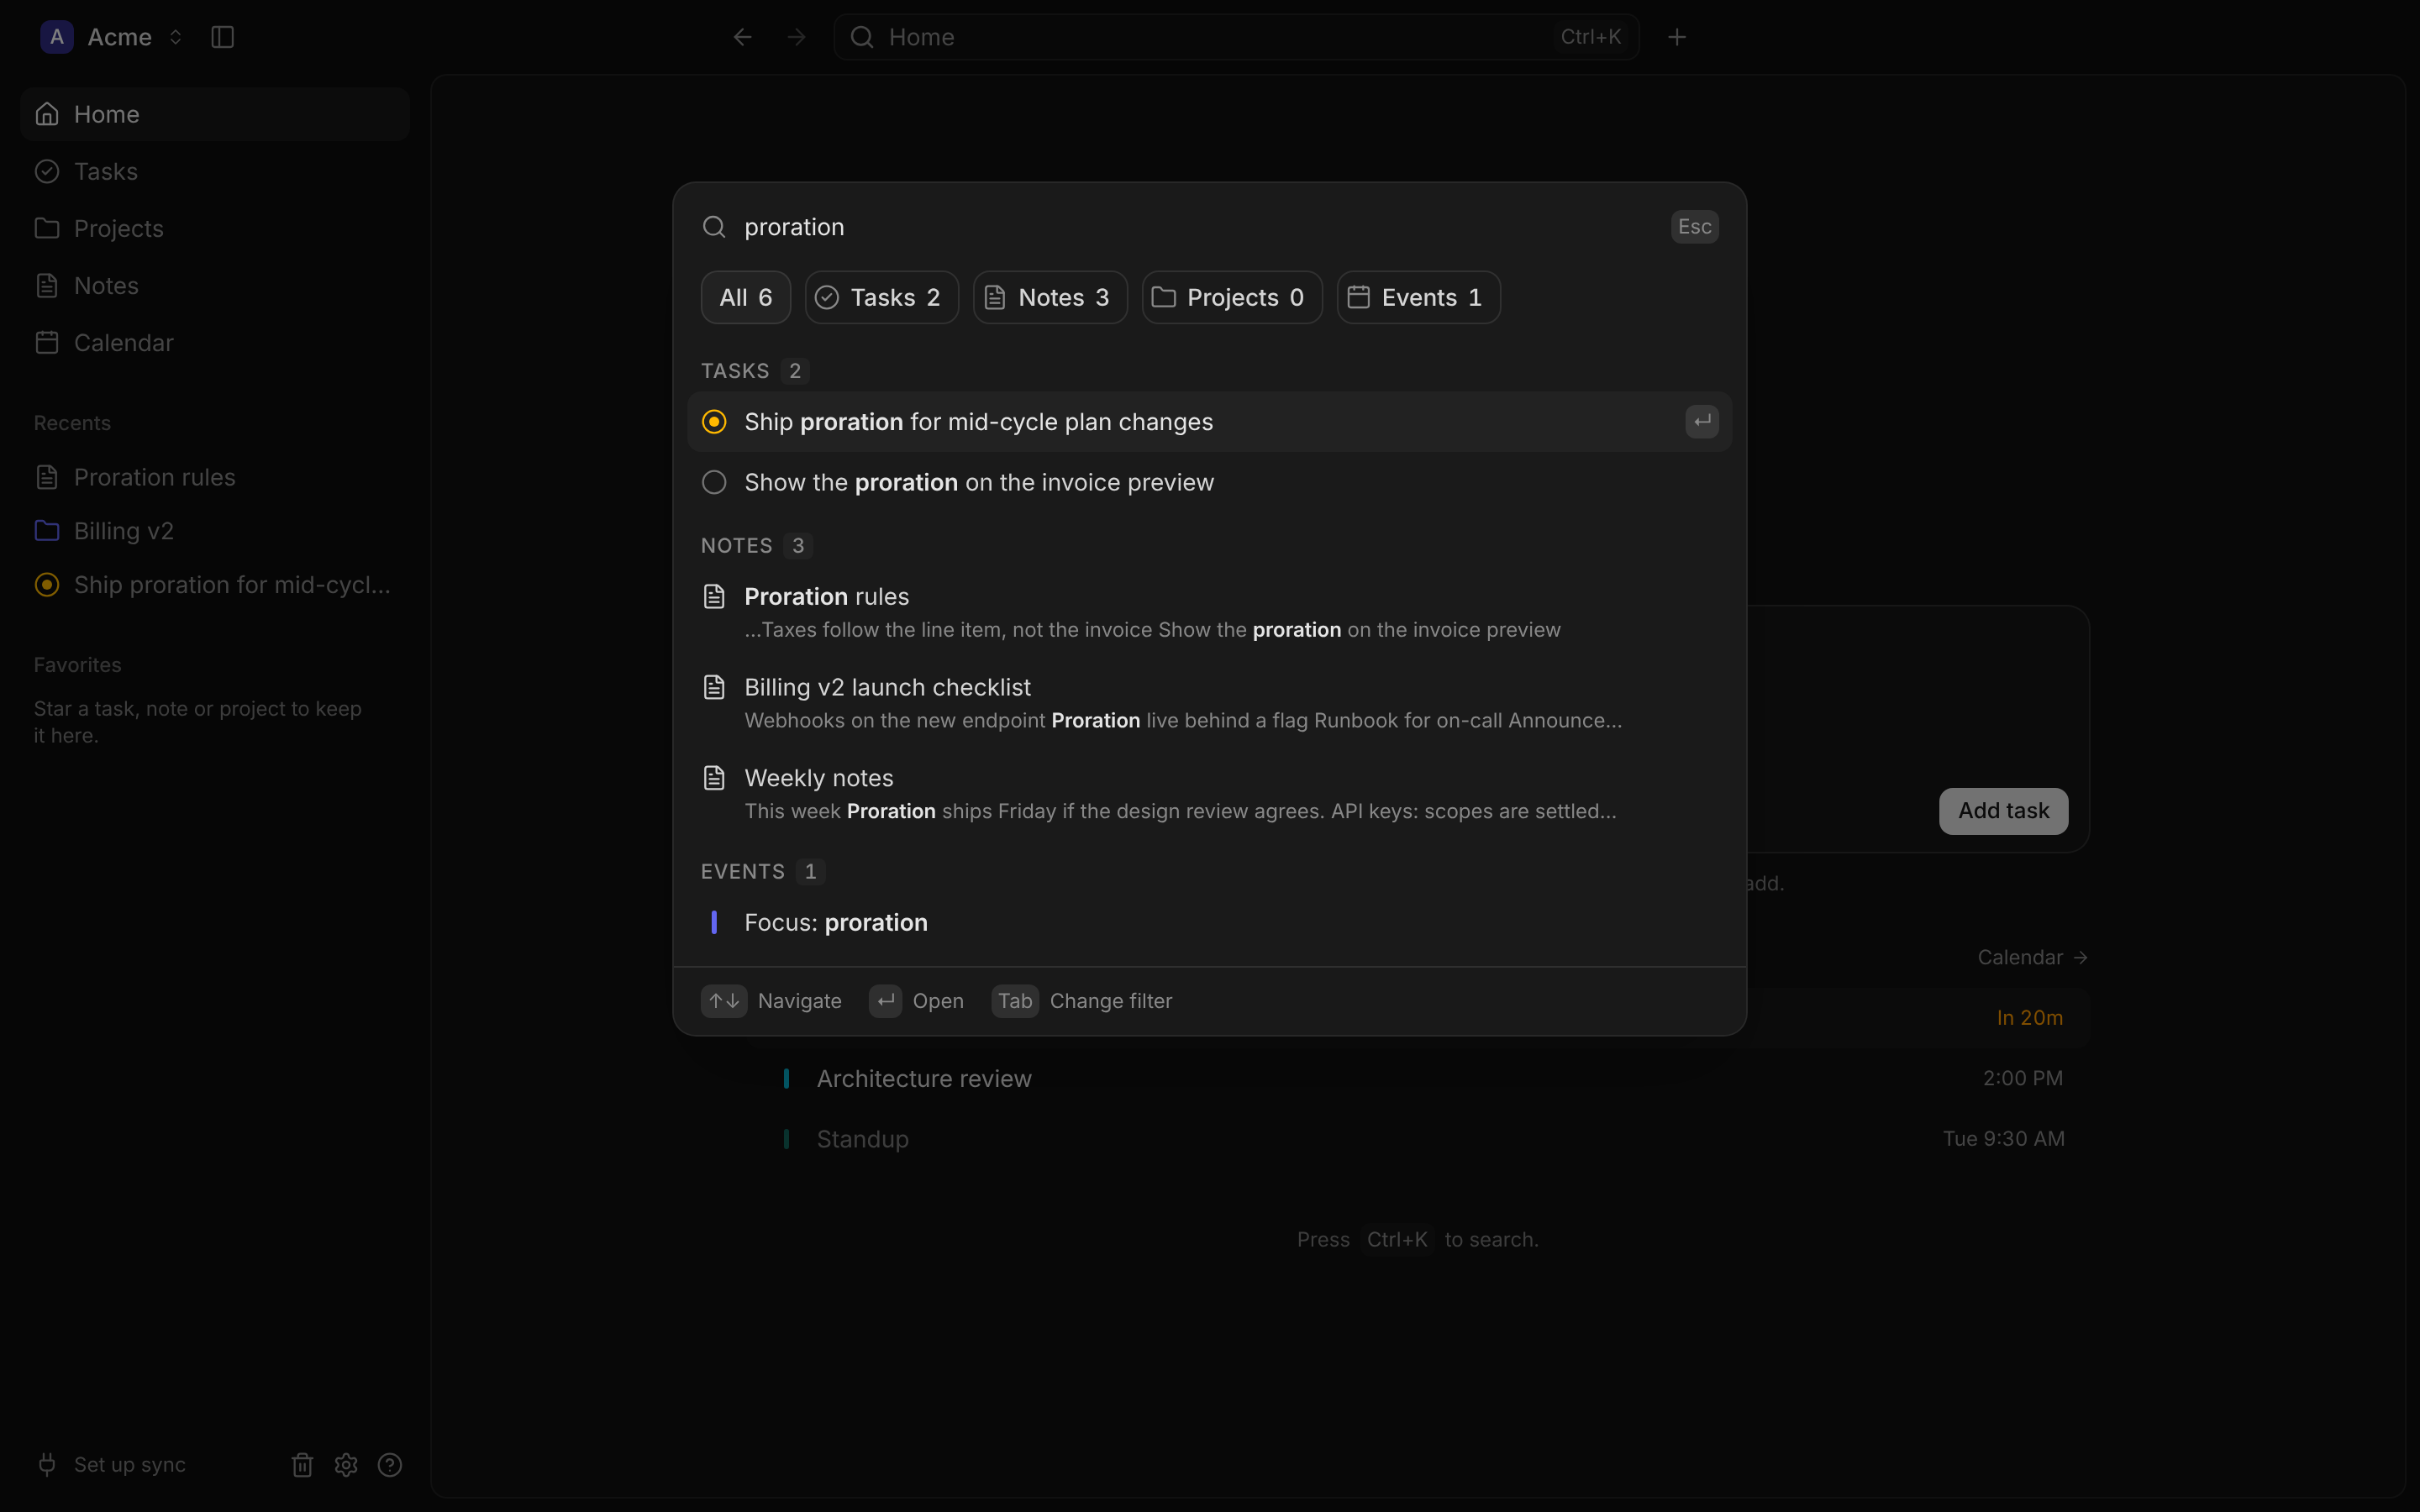 A Acme
Home Ctrl+K
Home
Tasks
Projects
Notes
Calendar
Recents
Proration rules
Billing v2
Ship proration for mid-cycl...
Favorites
Star a task, note or project to keep
it here.
Set up sync
proration Esc
All 6 Tasks 2 Notes 3 Projects 0 Events 1
TASKS 2
Ship proration for mid-cycle plan changes
Show the proration on the invoice preview
NOTES 3
Proration rules
...Taxes follow the line item, not the invoice Show the proration on the invoice preview
Billing v2 launch checklist
Webhooks on the new endpoint Proration live behind a flag Runbook for on-call Announce...
Weekly notes
This week Proration ships Friday if the design review agrees. API keys: scopes are settled...
EVENTS 1
Focus: proration
↑↓ Navigate Open Tab Change filter
Add task
add.
Calendar →
In 20m
Architecture review 2:00 PM
Standup Tue 9:30 AM
Press Ctrl+K to search.